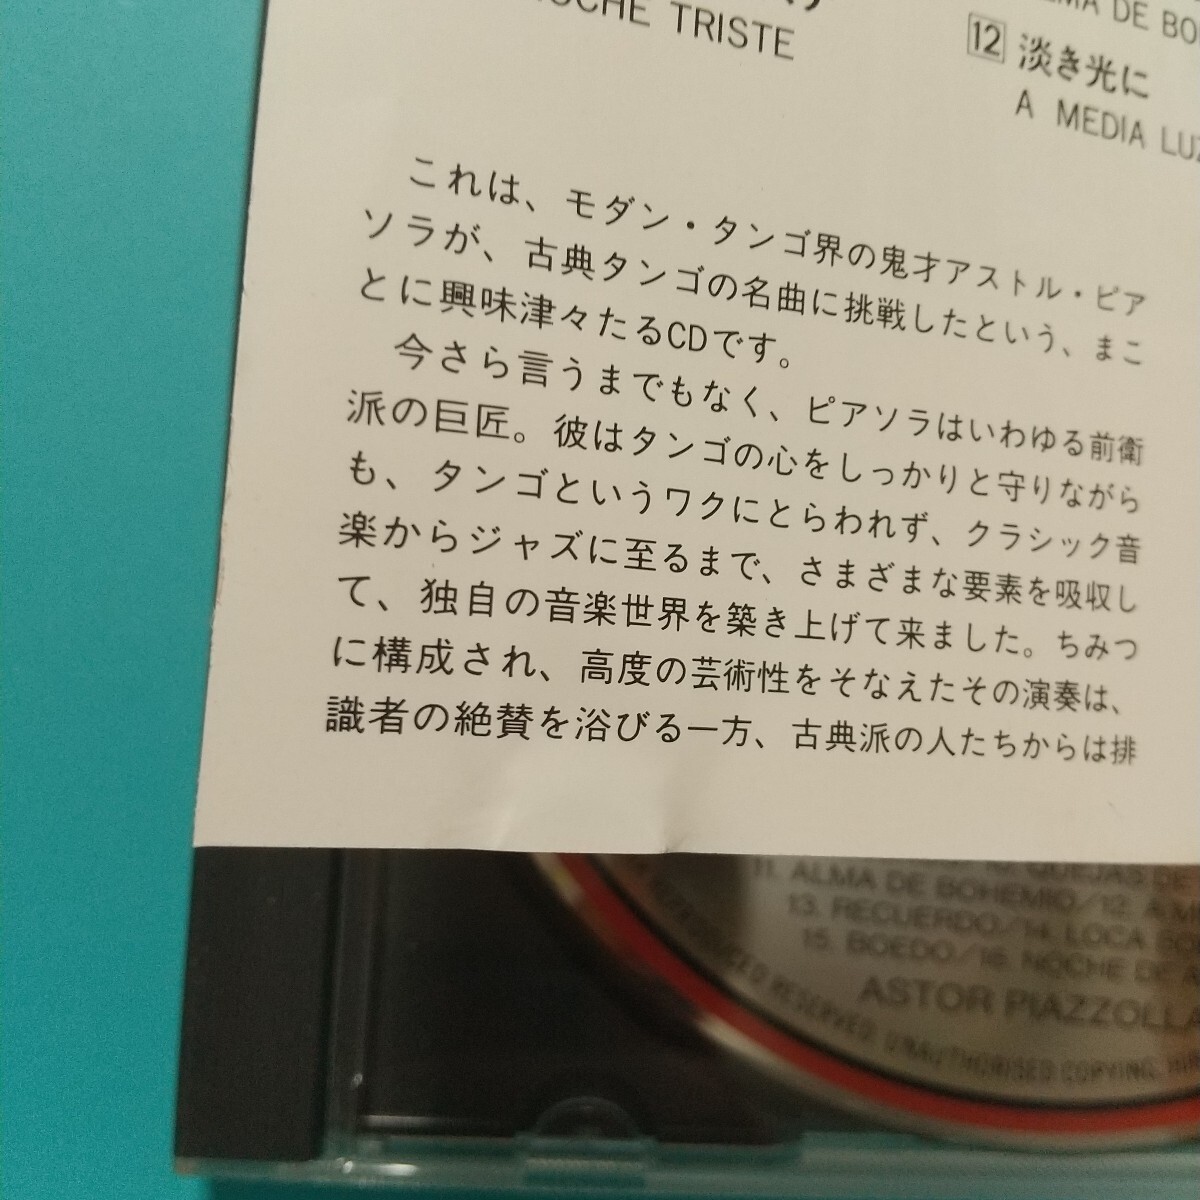 TRISTE
ALMA DE
12 淡き光に
A MEDIA LUZ
これは、モダン・タンゴ界の鬼才アストル・ピア
ソラが、古典タンゴの名曲に挑戦したという、まこ
とに興味津々たるCDです。
今さら言うまでもなく、ピアソラはいわゆる前衛
派の巨匠。彼はタンゴの心をしっかりと守りながら
も、タンゴというワクにとらわれず、クラシック音
楽からジャズに至るまで、さまざまな要素を吸収し
て、独自の音楽世界を築き上げて来ました。ちみつ
に構成され、高度の芸術性をそなえたその演奏は、
識者の絶賛を浴びる一方、古典派の人たちからは排
10. QUEJAS DE
11. ALMA DE BOHEMIO/12. A
13. RECUERDO/14. LOCA
15. BOEDO/16. NOCHE DE
ASTOR PIAZZOLLA
RESERVED. UNAUTHORISED COPYING,